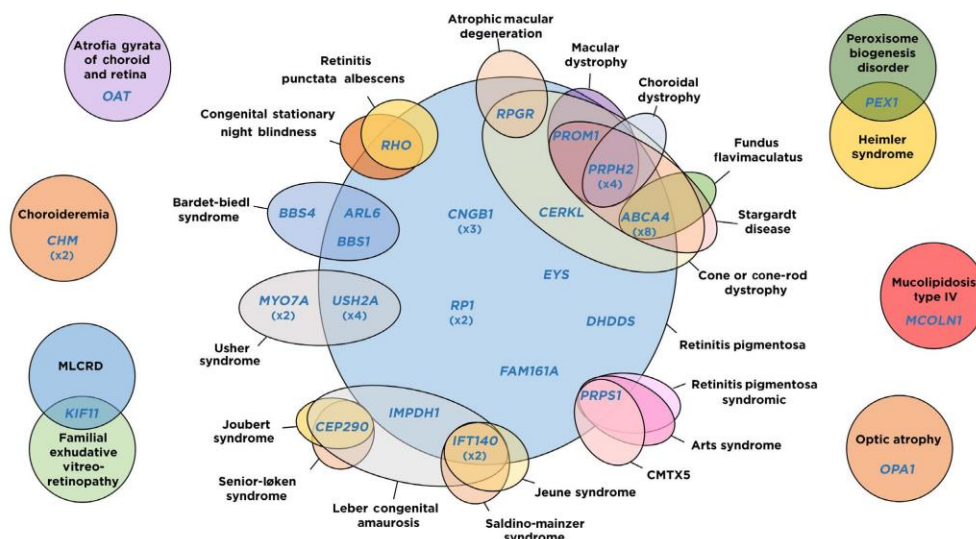 Atrofia gyrata
of choroid
and retina
OAT
Choroideremia
CHM
(x2)
MLCRD
KIF11
Familial
exhudative
vitreo-
retinopathy
Atrophic macular
degeneration
Retinitis
punctata albescens
Congenital stationary
night blindness
Macular
dystrophy
Choroidal
dystrophy
Fundus
flavimaculatus
Stargardt
disease
Cone or cone-rod
dystrophy
Retinitis pigmentosa
Bardet-biedl
syndrome
Usher
syndrome
RPGR
RHO
PROM1
PRPH2
(x4)
ABCA4
(x8)
CERKL
BBS4
ARL6
BBS1
CNGB1
(x3)
EYS
MYO7A
(x2)
USH2A
(x4)
RP1
(x2)
DHDDS
FAM161A
PRPS1
IMPDH1
CEP290
IFT140
(x2)
Joubert
syndrome
Senior-løken
syndrome
Leber congenital
amaurosis
Saldino-mainzer
syndrome
Jeune syndrome
CMTX5
Arts syndrome
Retinitis pigmentosa
syndromic
Peroxisome
biogenesis
disorder
PEX1
Heimler
syndrome
Mucolipidosis
type IV
MCOLN1
Optic atrophy
OPA1